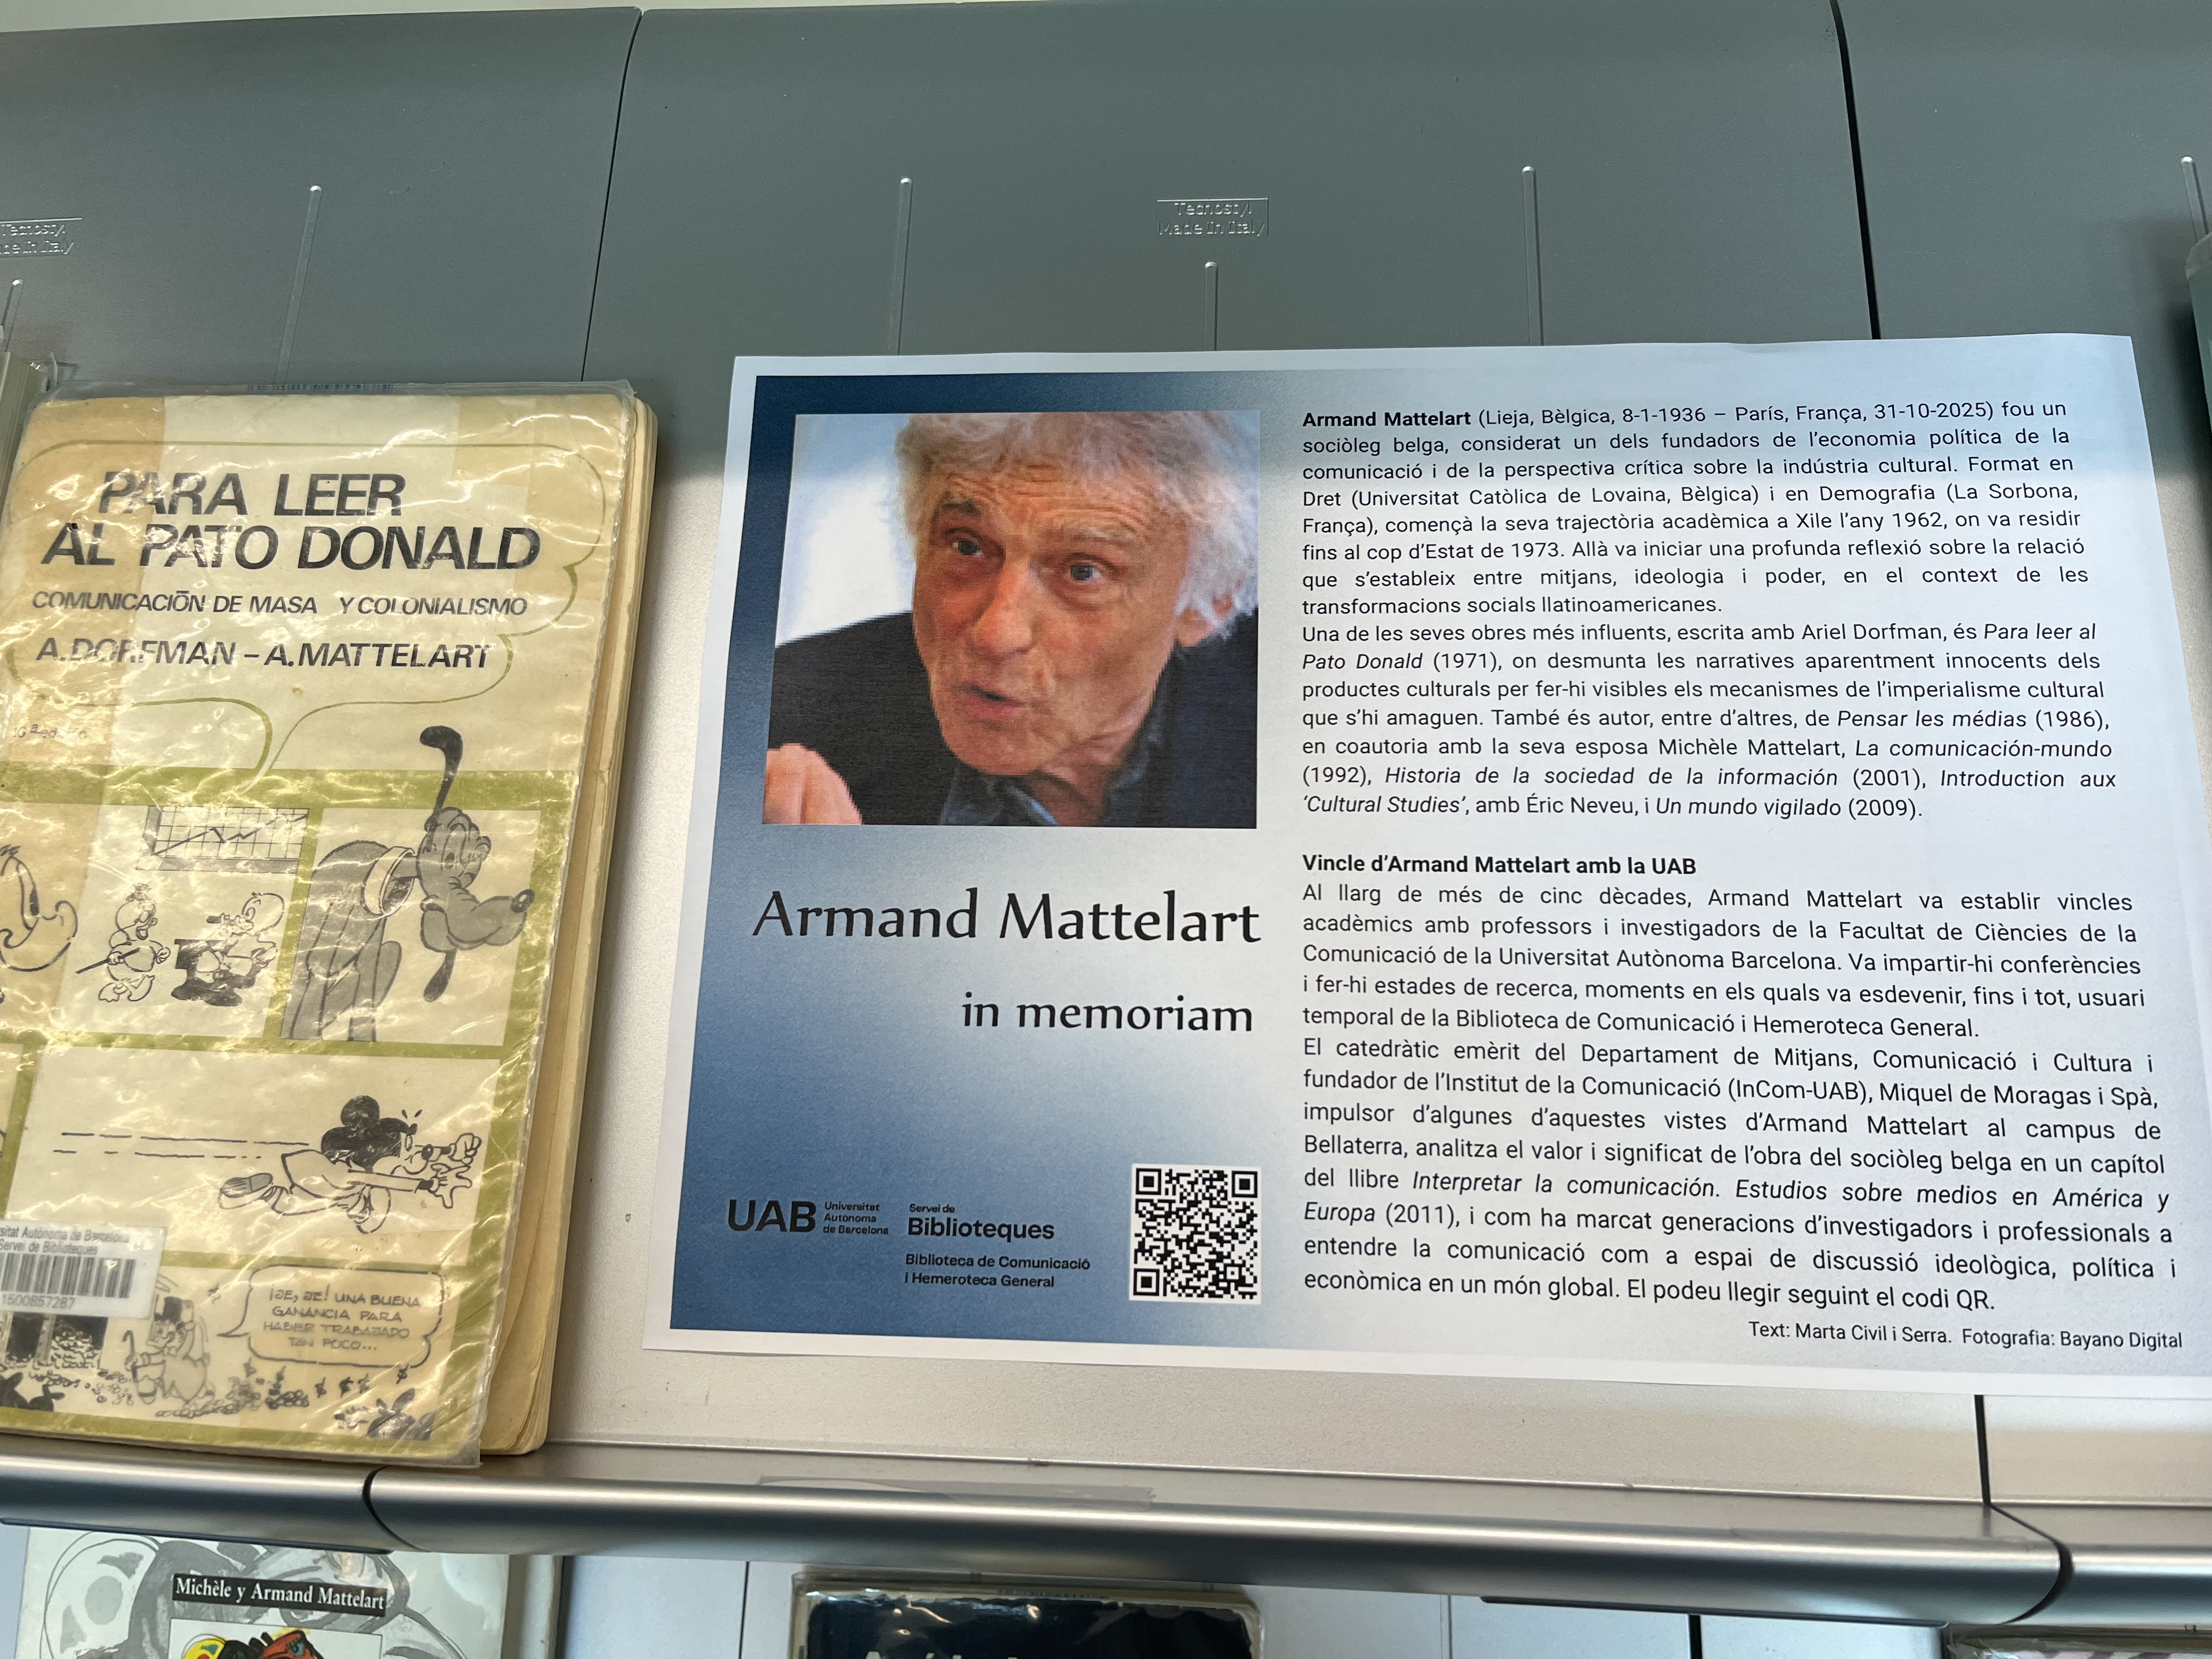 Tecnostyl
Made in Italy
Tecnostyl
Made in Italy
PARA LEER
AL PATO DONALD
COMUNICACIÓN DE MASA Y COLONIALISMO
A. DORFMAN – A. MATTELART
¡JE, JE! UNA BUENA
GANANCIA PARA
HABER TRABAJADO
TAN POCO...
Universitat Autònoma de Barcelona
Servei de Biblioteques
1500857287
Armand Mattelart
in memoriam
UAB
Universitat
Autònoma
de Barcelona
Servei de
Biblioteques
Biblioteca de Comunicació
i Hemeroteca General
Armand Mattelart (Lieja, Bèlgica, 8-1-1936 – París, França, 31-10-2025) fou un
sociòleg belga, considerat un dels fundadors de l’economia política de la
comunicació i de la perspectiva crítica sobre la indústria cultural. Format en
Dret (Universitat Catòlica de Lovaina, Bèlgica) i en Demografia (La Sorbona,
França), començà la seva trajectòria acadèmica a Xile l’any 1962, on va residir
fins al cop d’Estat de 1973. Allà va iniciar una profunda reflexió sobre la relació
que s’estableix entre mitjans, ideologia i poder, en el context de les
transformacions socials llatinoamericanes.
Una de les seves obres més influents, escrita amb Ariel Dorfman, és Para leer al
Pato Donald (1971), on desmunta les narratives aparentment innocents dels
productes culturals per fer-hi visibles els mecanismes de l’imperialisme cultural
que s’hi amaguen. També és autor, entre d’altres, de Pensar les médias (1986),
en coautoria amb la seva esposa Michèle Mattelart, La comunicación-mundo
(1992), Historia de la sociedad de la información (2001), Introduction aux
‘Cultural Studies’, amb Éric Neveu, i Un mundo vigilado (2009).
Vincle d’Armand Mattelart amb la UAB
Al llarg de més de cinc dècades, Armand Mattelart va establir vincles
acadèmics amb professors i investigadors de la Facultat de Ciències de la
Comunicació de la Universitat Autònoma Barcelona. Va impartir-hi conferències
i fer-hi estades de recerca, moments en els quals va esdevenir, fins i tot, usuari
temporal de la Biblioteca de Comunicació i Hemeroteca General.
El catedràtic emèrit del Departament de Mitjans, Comunicació i Cultura i
fundador de l’Institut de la Comunicació (InCom-UAB), Miquel de Moragas i Spà,
impulsor d’algunes d’aquestes vistes d’Armand Mattelart al campus de
Bellaterra, analitza el valor i significat de l’obra del sociòleg belga en un capítol
del llibre Interpretar la comunicación. Estudios sobre medios en América y
Europa (2011), i com ha marcat generacions d’investigadors i professionals a
entendre la comunicació com a espai de discussió ideològica, política i
econòmica en un món global. El podeu llegir seguint el codi QR.
Text: Marta Civil i Serra. Fotografia: Bayano Digital
Michèle y Armand Mattelart